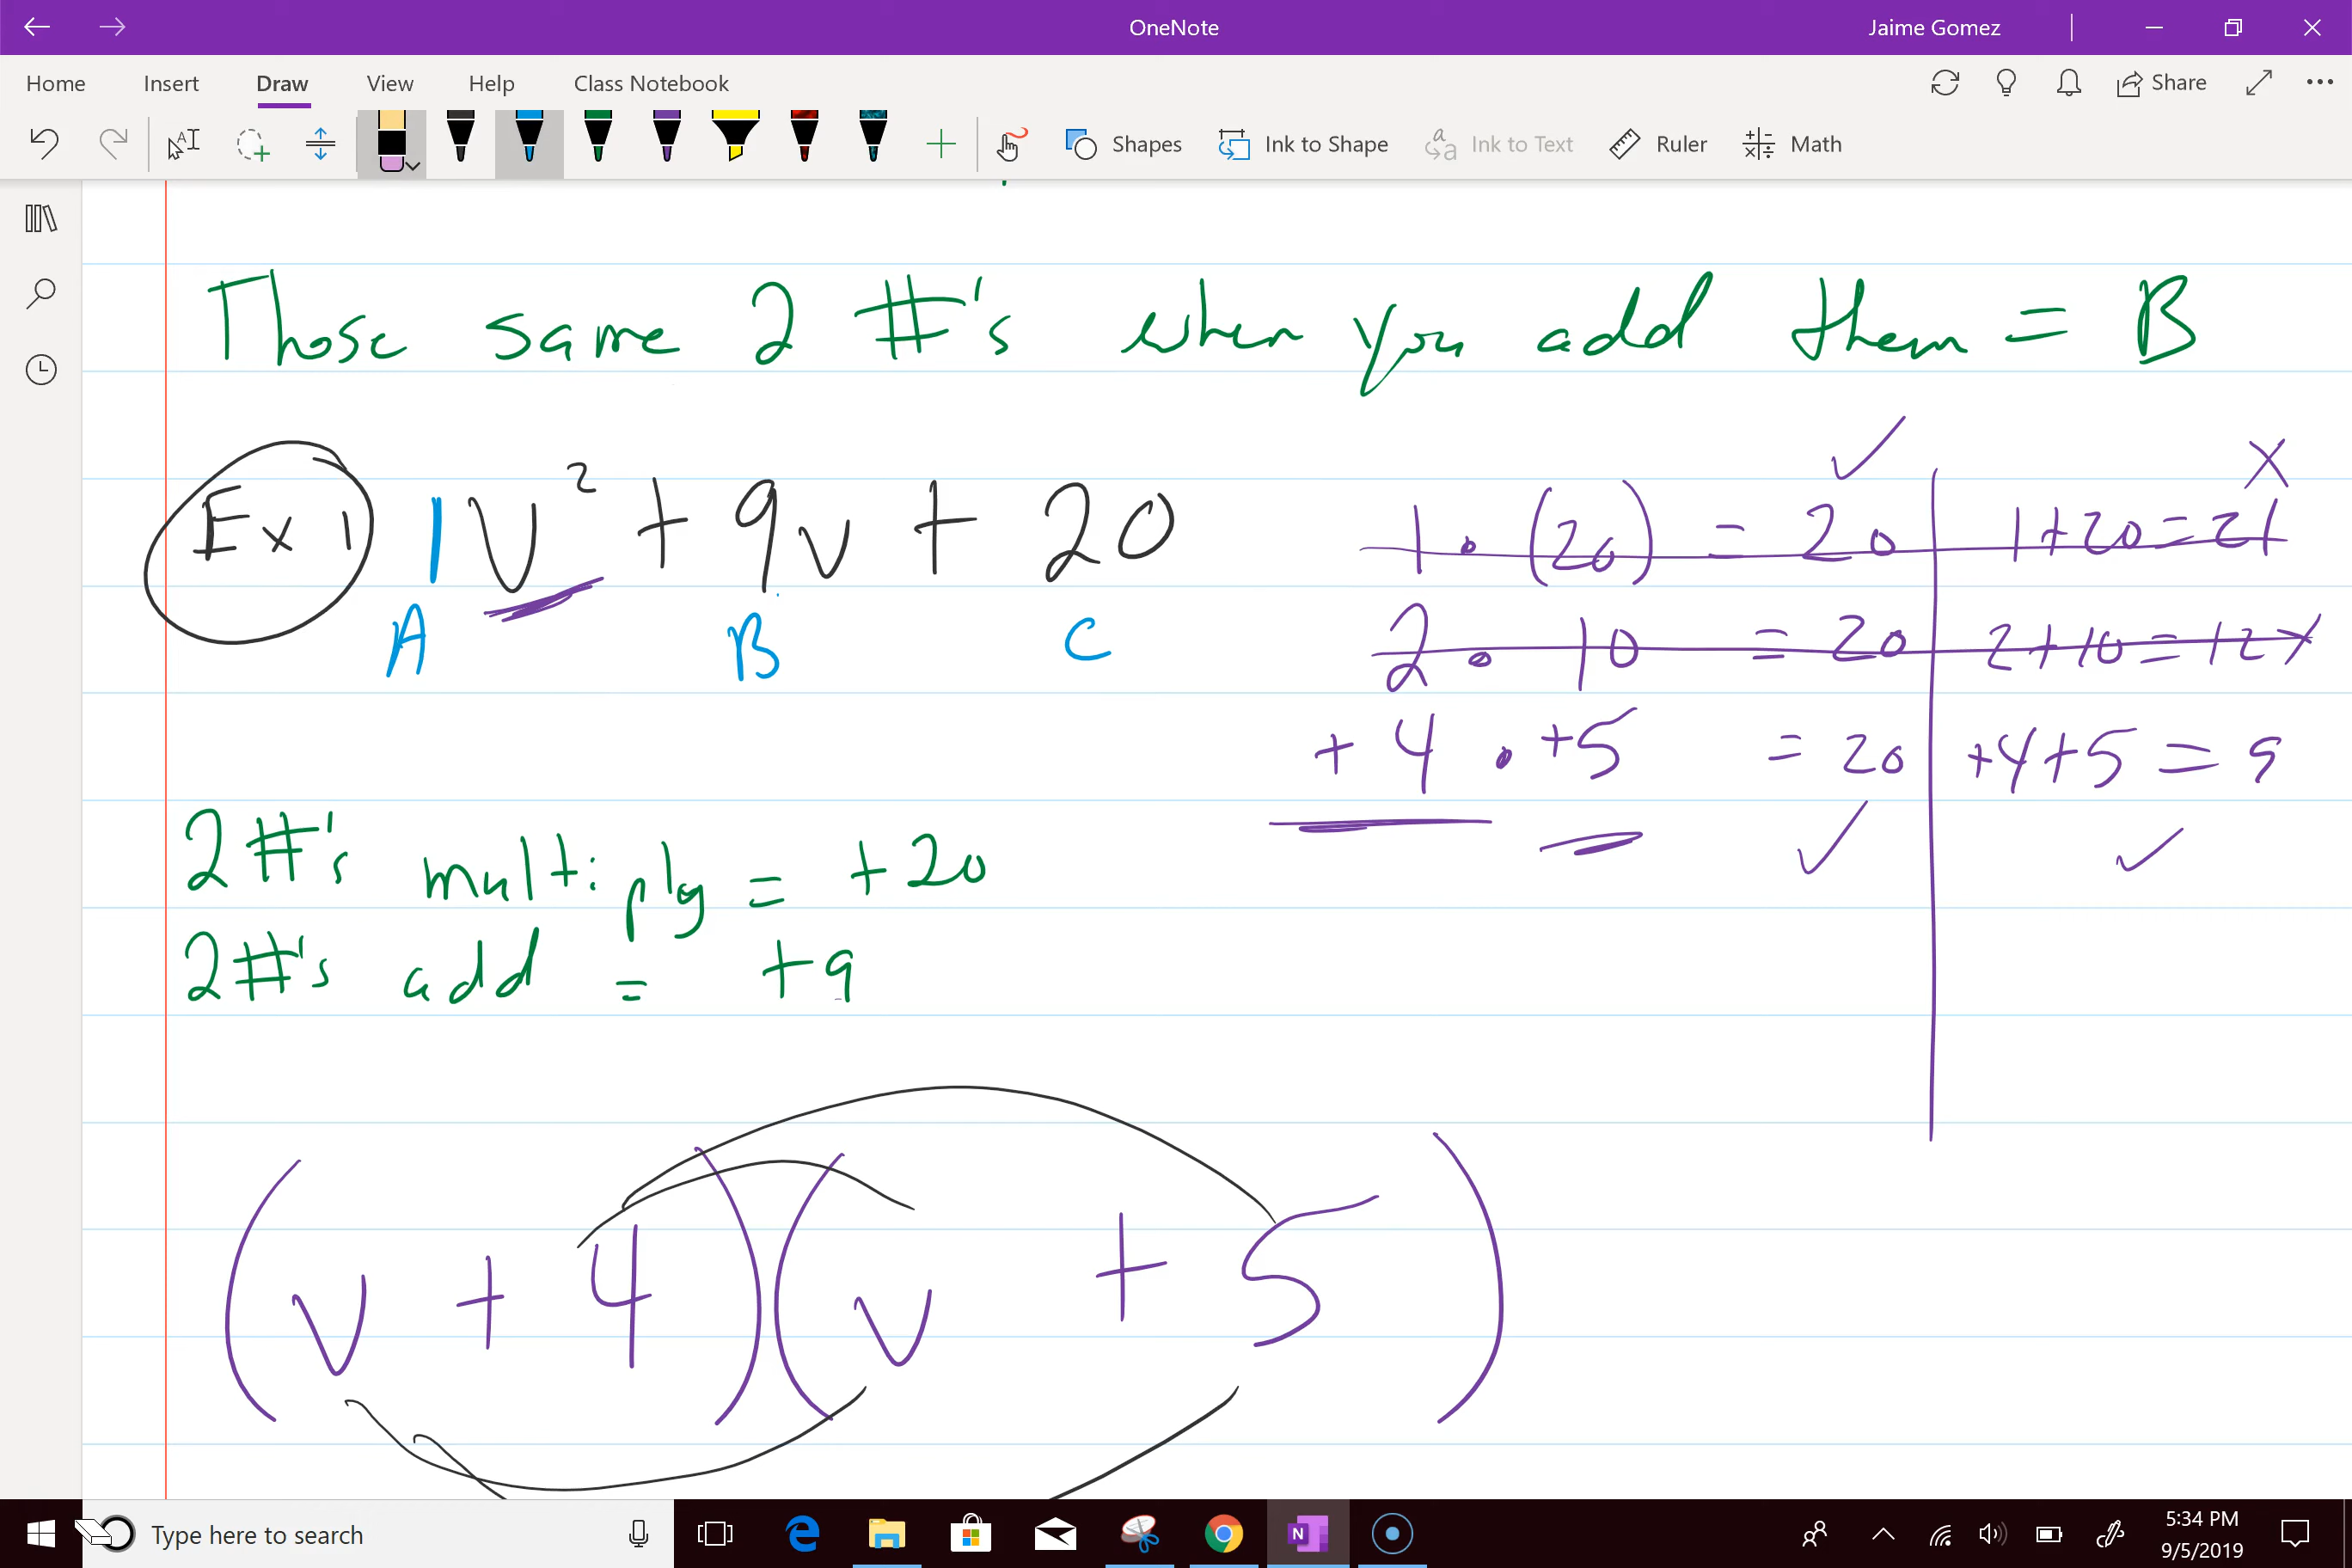 OneNote
Jaime Gomez
Home Insert Draw View Help Class Notebook Share
Shapes Ink to Shape Ink to Text Ruler Math
Those same 2 #'s when you add them = B
Ex 1 1v² + 9v + 20
A B C
1 • (20) = 20 ✓ 1+20=21 X
2 • 10 = 20 2+10=12 X
+4 • +5 = 20 +4+5=9
✓ ✓
2 #'s multiply = +20
2 #'s add = +9
(v + 4)(v + 5)
Type here to search
5:34 PM
9/5/2019